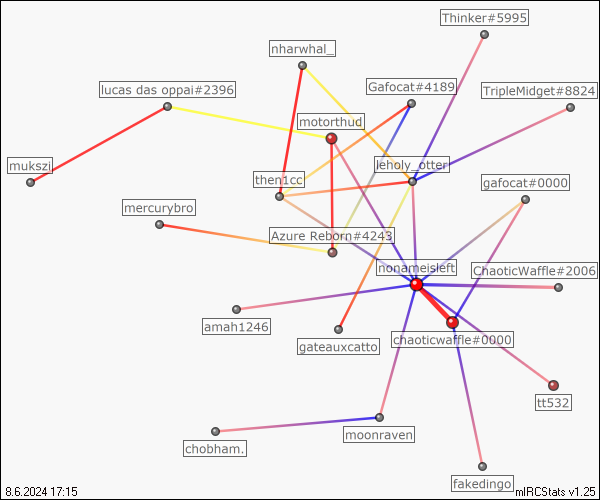 Thinker#5995
nharwhal_
lucas das oppai#2396
Gafocat#4189
TripleMidget#8824
motorthud
mukszi
leholy_otter
then1cc
gafocat#0000
mercurybro
Azure Reborn#4243
nonameisleft
ChaoticWaffle#2006
amah1246
gateauxcatto
chaoticwaffle#0000
tt532
moonraven
chobham.
fakedingo
8.6.2024 17:15
mIRCStats v1.25